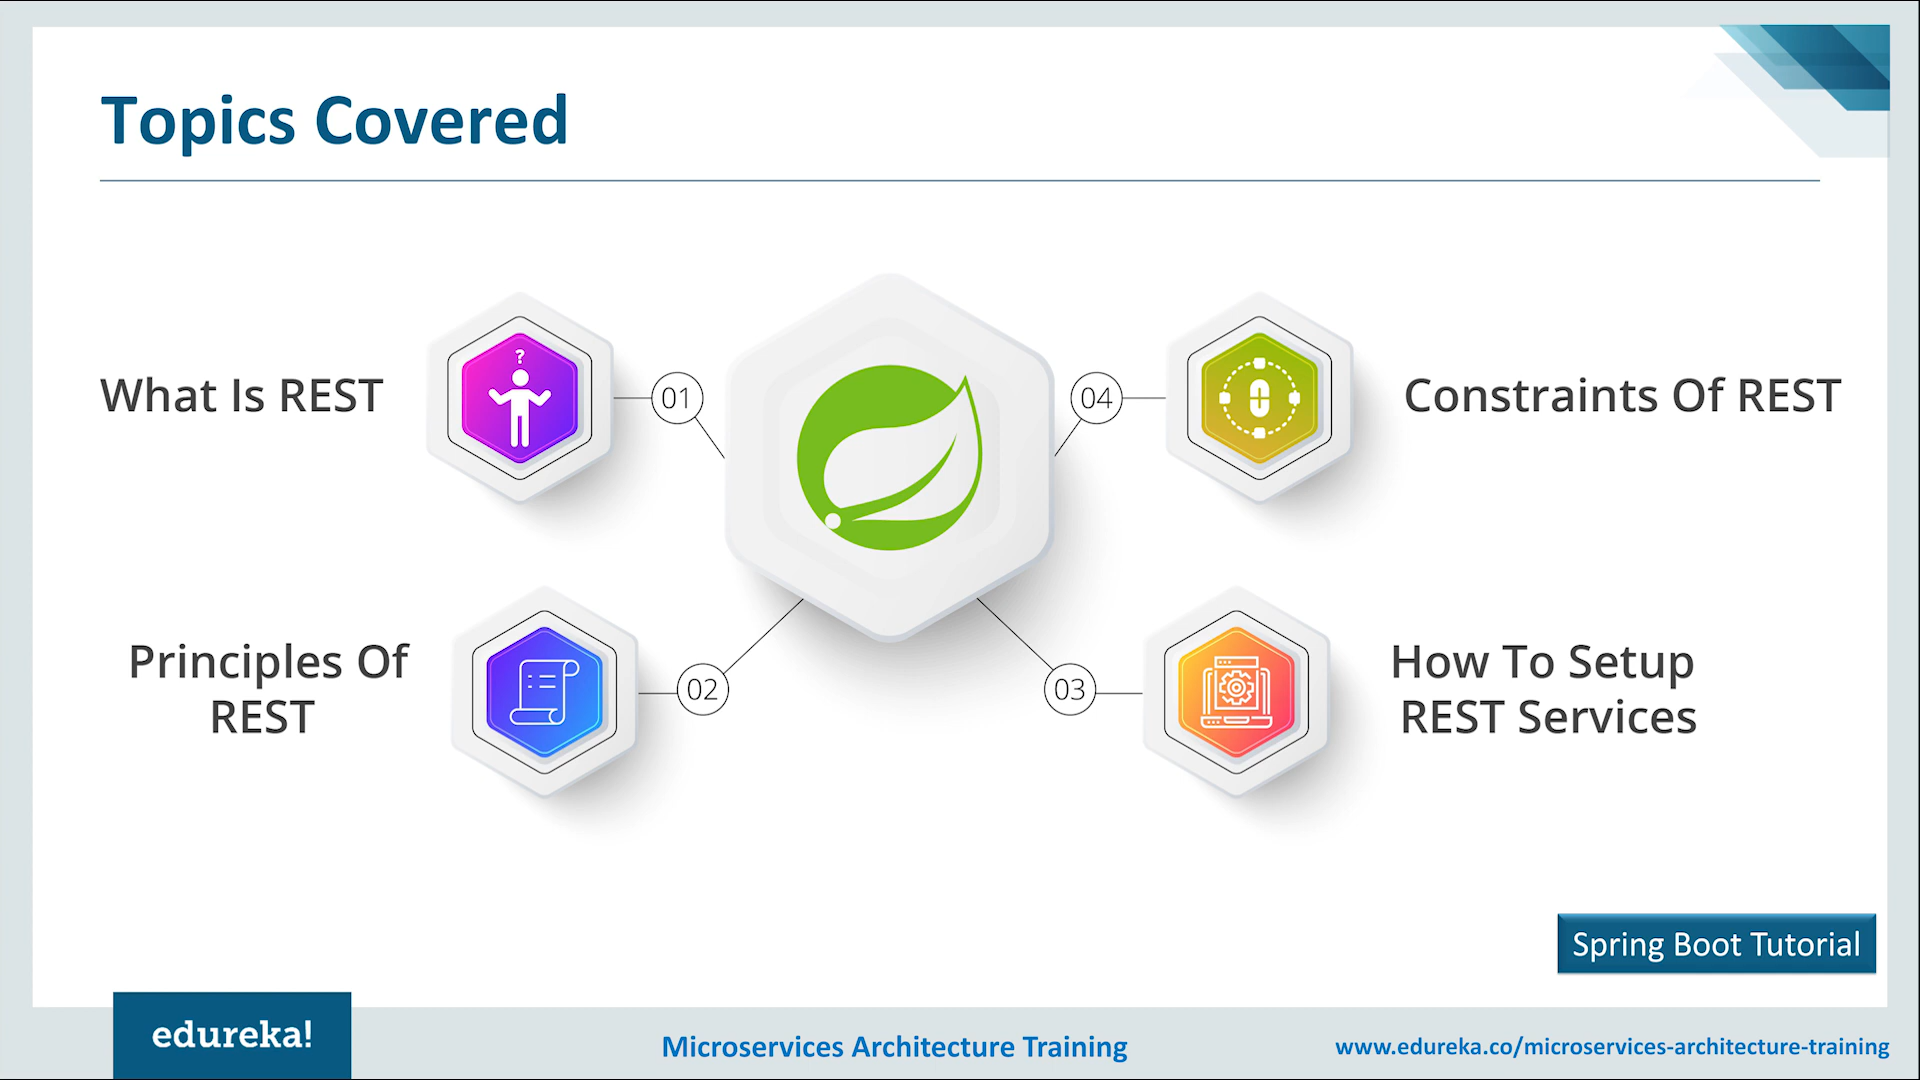 Topics Covered
What Is REST
?
01
04
Constraints Of REST
Principles Of
REST
02
03
How To Setup
REST Services
Spring Boot Tutorial
edureka!
Microservices Architecture Training
www.edureka.co/microservices-architecture-training